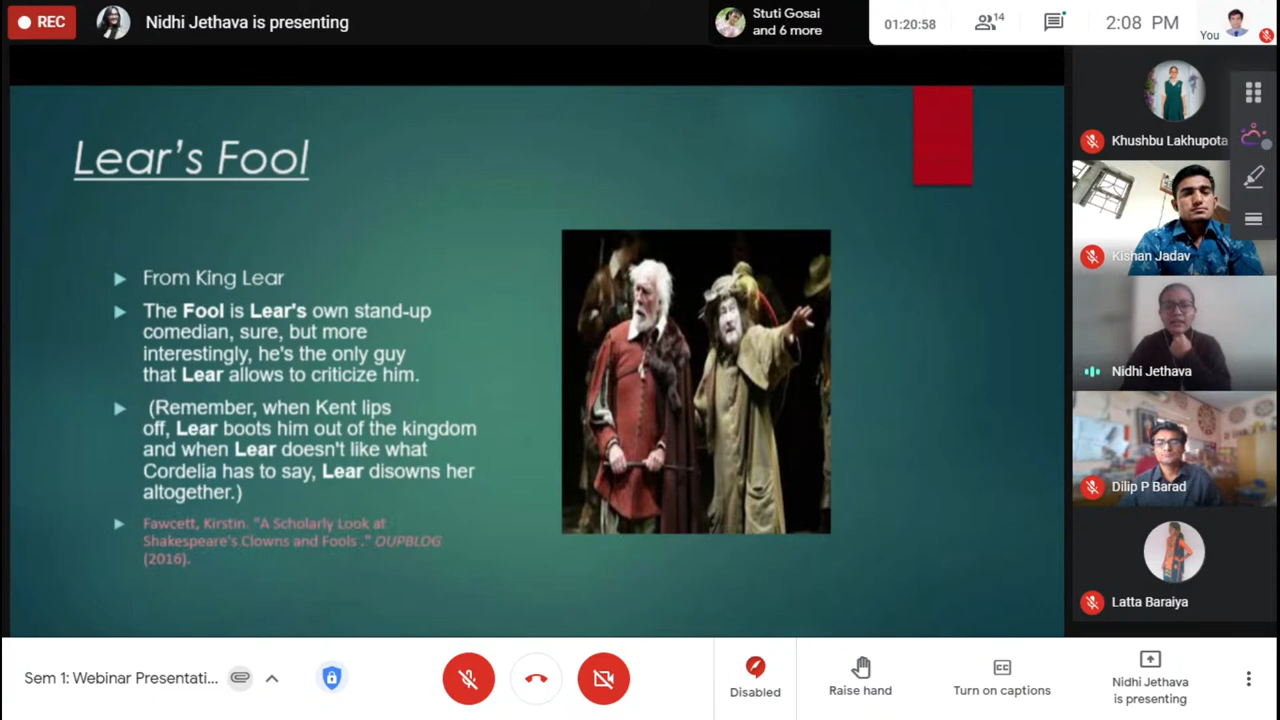 REC
Nidhi Jethava is presenting
Stuti Gosai
and 6 more
01:20:58
14
2:08 PM
You
Lear's Fool
From King Lear
The Fool is Lear's own stand-up
comedian, sure, but more
interestingly, he's the only guy
that Lear allows to criticize him.
(Remember, when Kent lips
off, Lear boots him out of the kingdom
and when Lear doesn't like what
Cordelia has to say, Lear disowns her
altogether.)
Fawcett, Kirstin. "A Scholarly Look at
Shakespeare's Clowns and Fools ." OUPBLOG
(2016).
Khushbu Lakhupota
Kishan Jadav
Nidhi Jethava
Dilip P Barad
Latta Baraiya
Sem 1: Webinar Presentati...
Disabled
Raise hand
CC
Turn on captions
Nidhi Jethava
is presenting